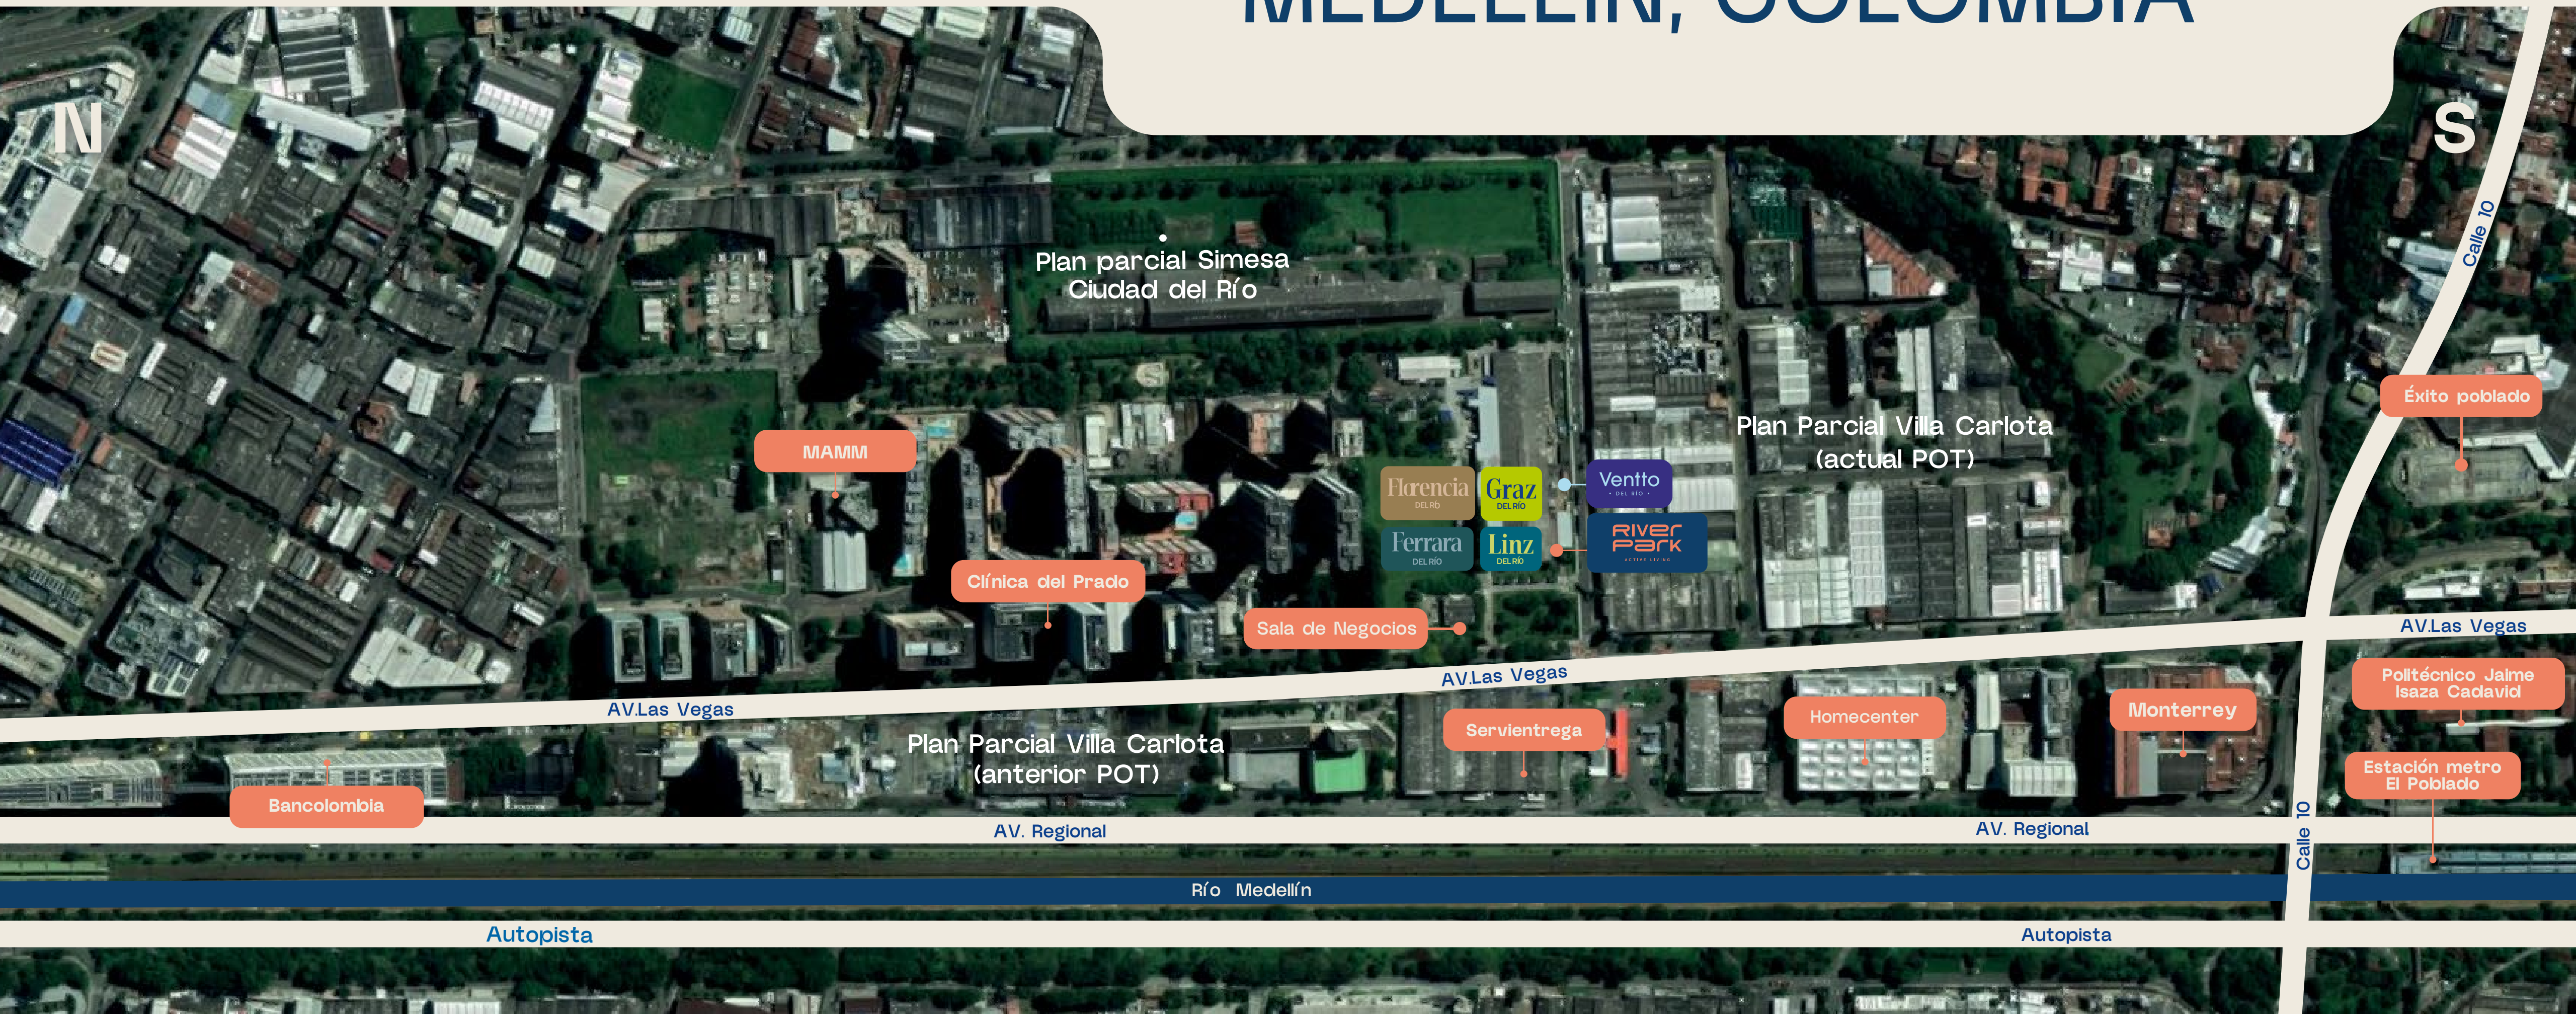 MEDELLÍN, COLOMBIA
N
S
Calle 10
Plan parcial Simesa
Ciudad del Río
Éxito poblado
Plan Parcial Villa Carlota
(actual POT)
MAMM
Florencia
DEL RÍO
Graz
DEL RÍO
Ventto
• DEL RÍO •
Ferrara
DEL RÍO
Linz
DEL RÍO
RIVER
PARK
ACTIVE LIVING
Clínica del Prado
Sala de Negocios
AV.Las Vegas
AV.Las Vegas
AV.Las Vegas
Politécnico Jaime
Isaza Cadavid
Plan Parcial Villa Carlota
(anterior POT)
Servientrega
Homecenter
Monterrey
Estación metro
El Poblado
Bancolombia
AV. Regional
AV. Regional
Calle 10
Río Medellín
Autopista
Autopista